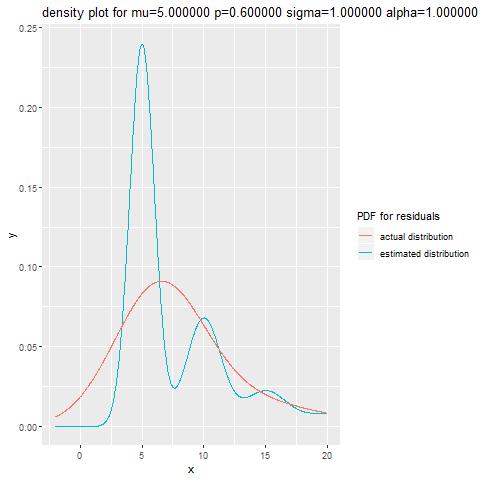 density plot for mu=5.000000 p=0.600000 sigma=1.000000 alpha=1.000000
0.25
0.20
0.15
0.10
0.05
0.00
y
0 5 10 15 20
x
PDF for residuals
actual distribution
estimated distribution